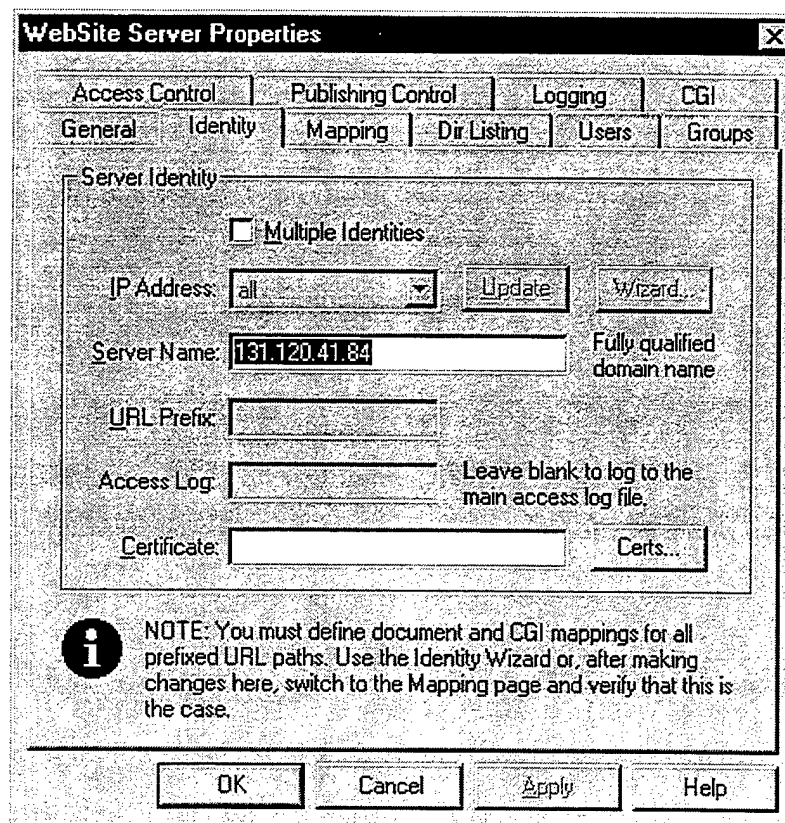 WebSite Server Properties
Access Control Publishing Control Logging CGI
General Identity Mapping Dir Listing Users Groups
Server Identity
Multiple Identities
IP Address: all Update Wizard...
Server Name: 131.120.41.84 Fully qualified
domain name
URL Prefix:
Access Log: Leave blank to log to the
main access log file.
Certificate: Certs...
NOTE: You must define document and CGI mappings for all
prefixed URL paths. Use the Identity Wizard or, after making
changes here, switch to the Mapping page and verify that this is
the case.
OK Cancel Apply Help